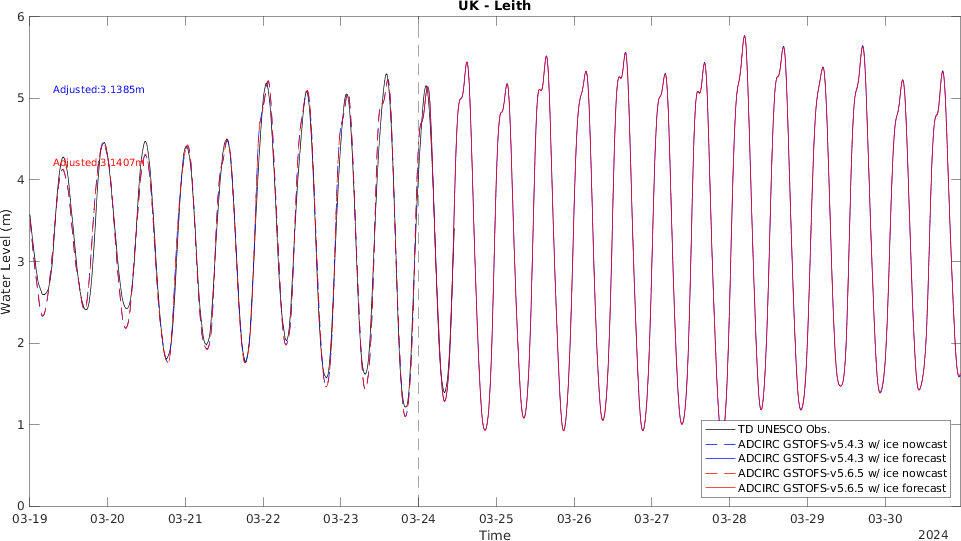 UK - Leith
6
5
4
3
2
1
0
Water Level (m)
Adjusted:3.1385m
Adjusted:3.1407m
TD UNESCO Obs.
ADCIRC GSTOFS-v5.4.3 w/ ice nowcast
ADCIRC GSTOFS-v5.4.3 w/ ice forecast
ADCIRC GSTOFS-v5.6.5 w/ ice nowcast
ADCIRC GSTOFS-v5.6.5 w/ ice forecast
03-19 03-20 03-21 03-22 03-23 03-24 03-25 03-26 03-27 03-28 03-29 03-30
Time
2024